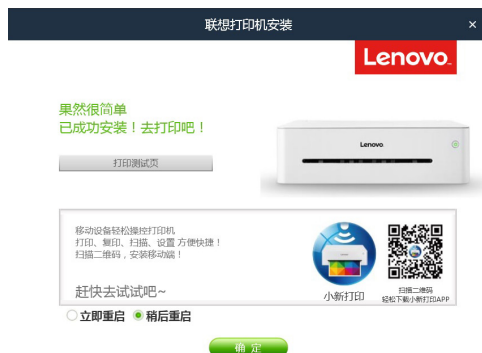 联想打印机安装
Lenovo.
果然很简单
已成功安装！去打印吧！
打印测试页
Lenovo
移动设备轻松操控打印机
打印、复印、扫描、设置 方便快捷！
扫描二维码，安装移动端！
赶快去试试吧~
小新打印
扫描二维码
轻松下载小新打印APP
立即重启
稍后重启
确 定